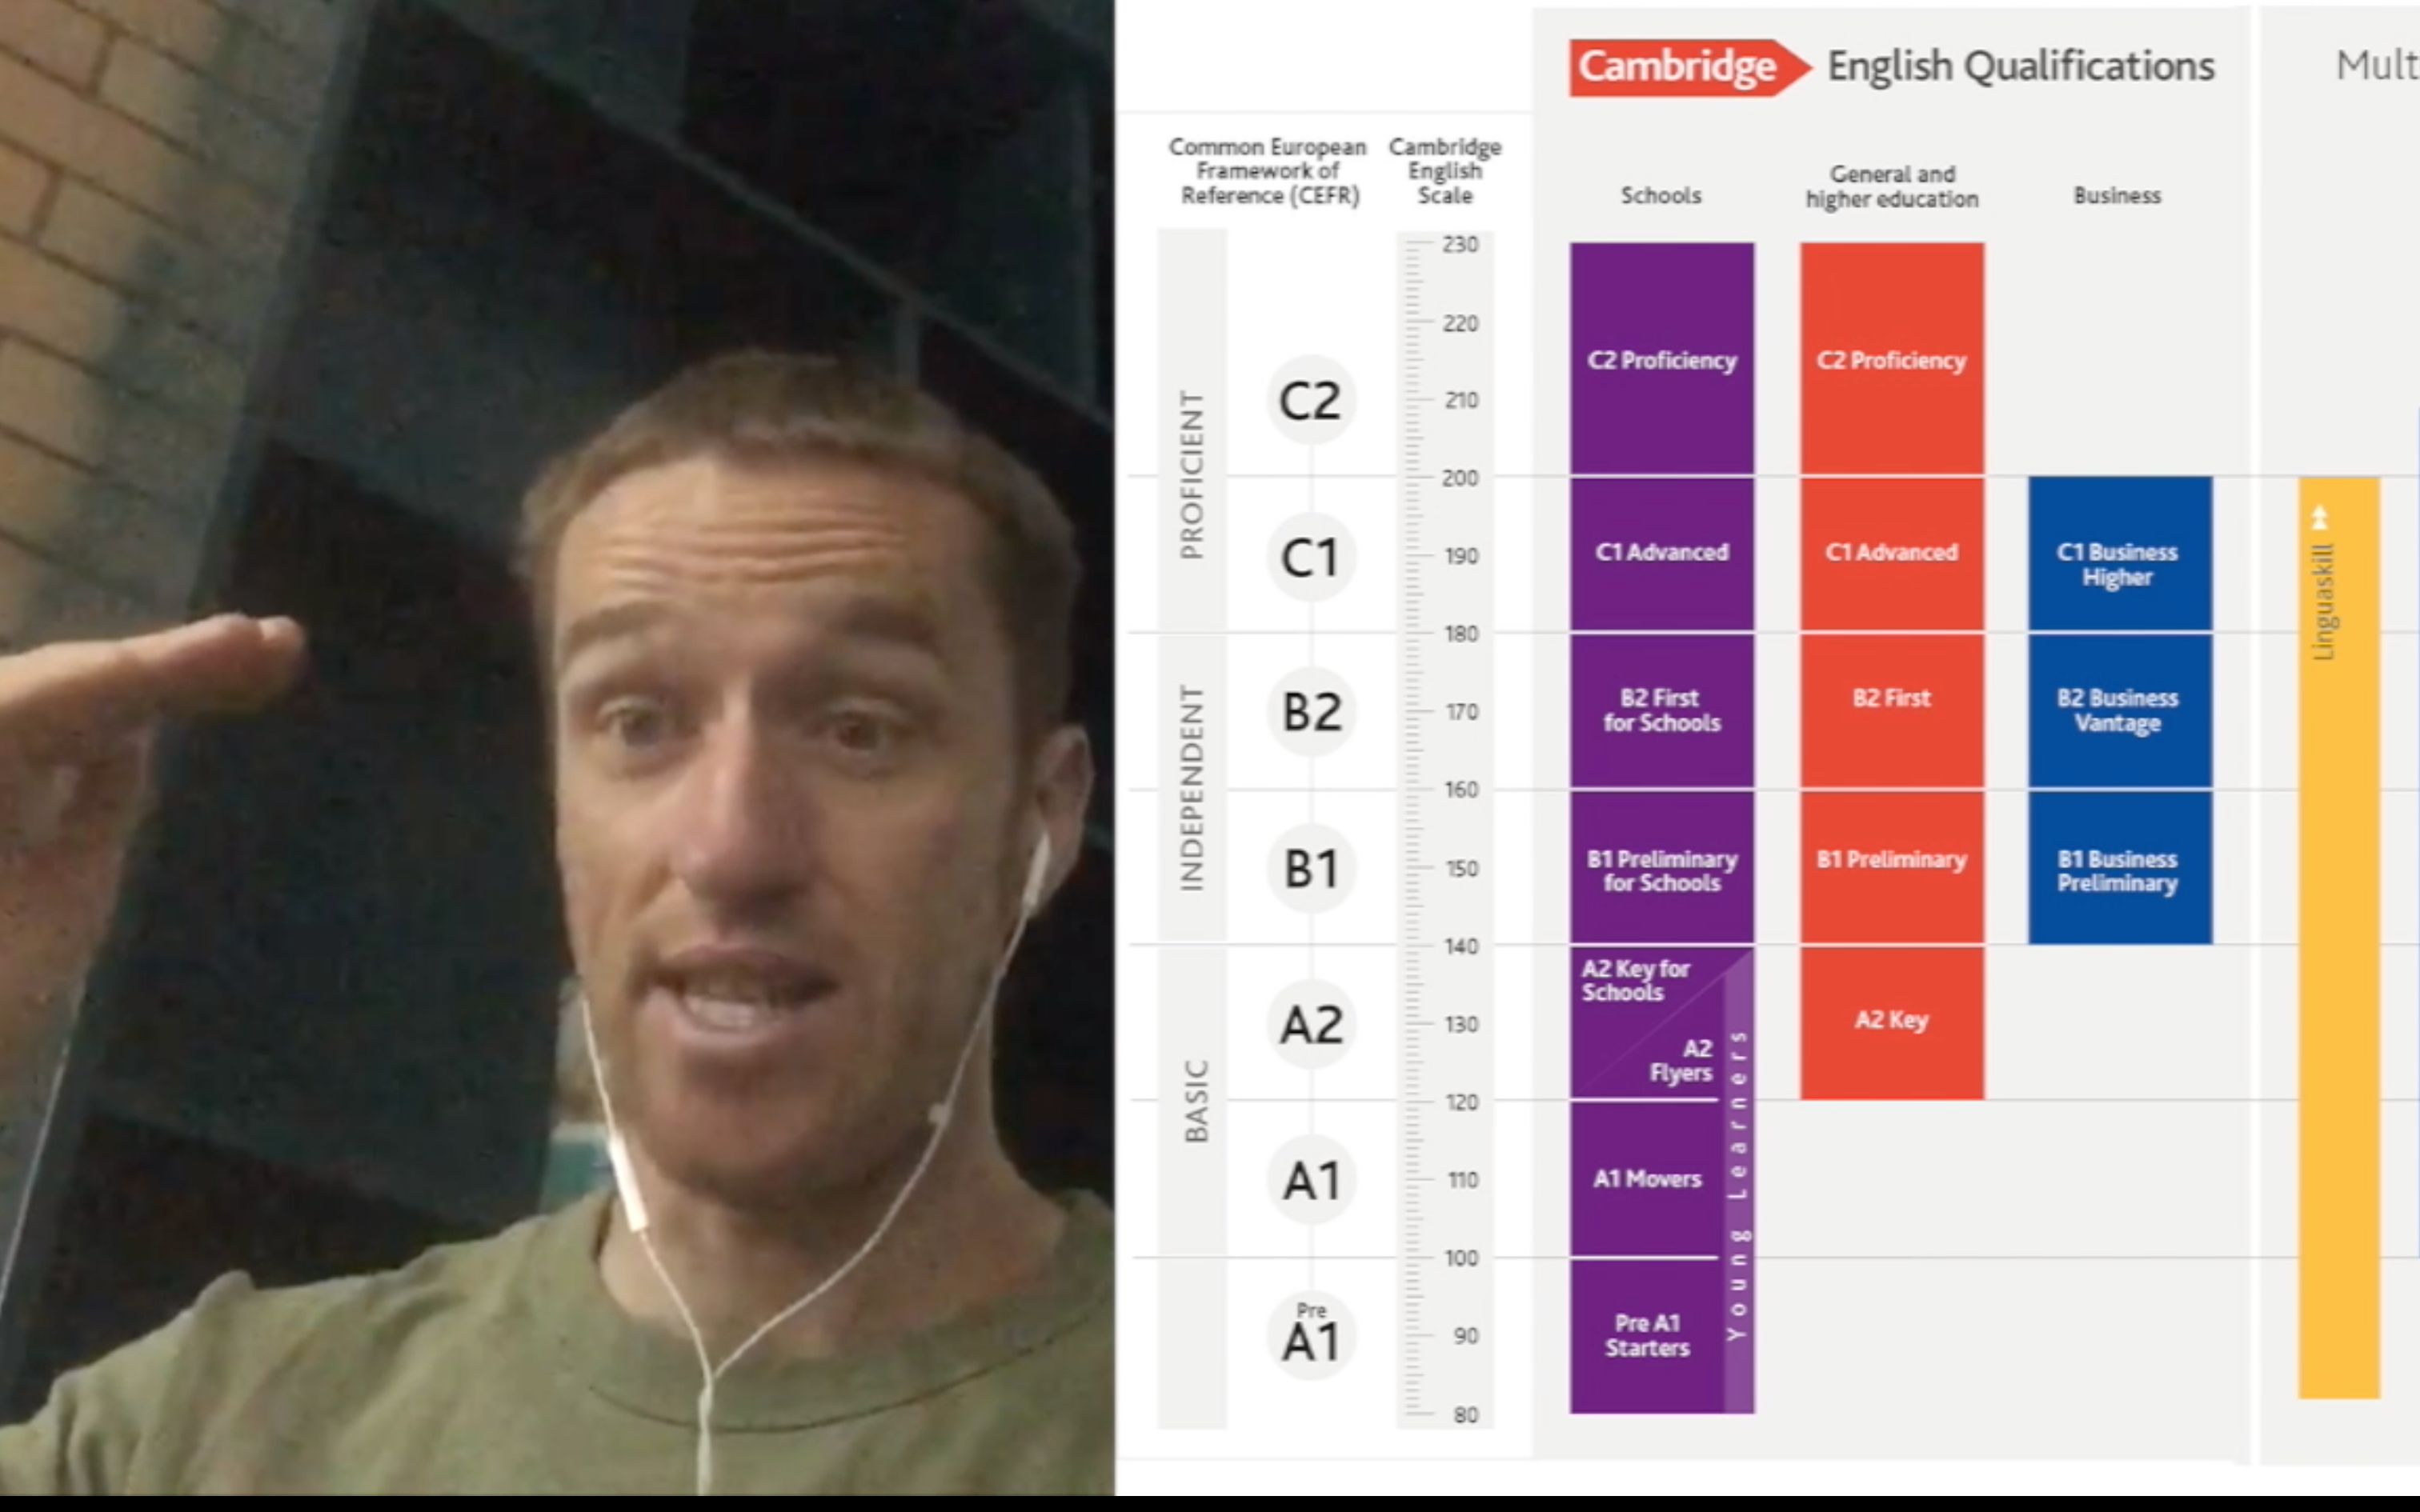 Cambridge English Qualifications
Mult
Common European
Framework of
Reference (CEFR)
Cambridge
English
Scale
Schools
General and
higher education
Business
PROFICIENT
INDEPENDENT
BASIC
C2
C1
B2
B1
A2
A1
Pre
A1
230
220
210
200
190
180
170
160
150
140
130
120
110
100
90
80
C2 Proficiency
C1 Advanced
B2 First
for Schools
B1 Preliminary
for Schools
A2 Key for
Schools
A2
Flyers
A1 Movers
Pre A1
Starters
Young Learners
C2 Proficiency
C1 Advanced
B2 First
B1 Preliminary
A2 Key
C1 Business
Higher
B2 Business
Vantage
B1 Business
Preliminary
Linguaskill